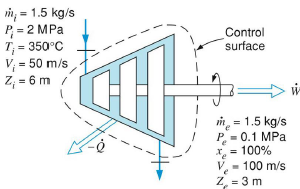 ṁᵢ = 1.5 kg/s
Pᵢ = 2 MPa
Tᵢ = 350°C
Vᵢ = 50 m/s
Zᵢ = 6 m
Control
surface
Ẇ
–Q̇
ṁₑ = 1.5 kg/s
Pₑ = 0.1 MPa
xₑ = 100%
Vₑ = 100 m/s
Zₑ = 3 m